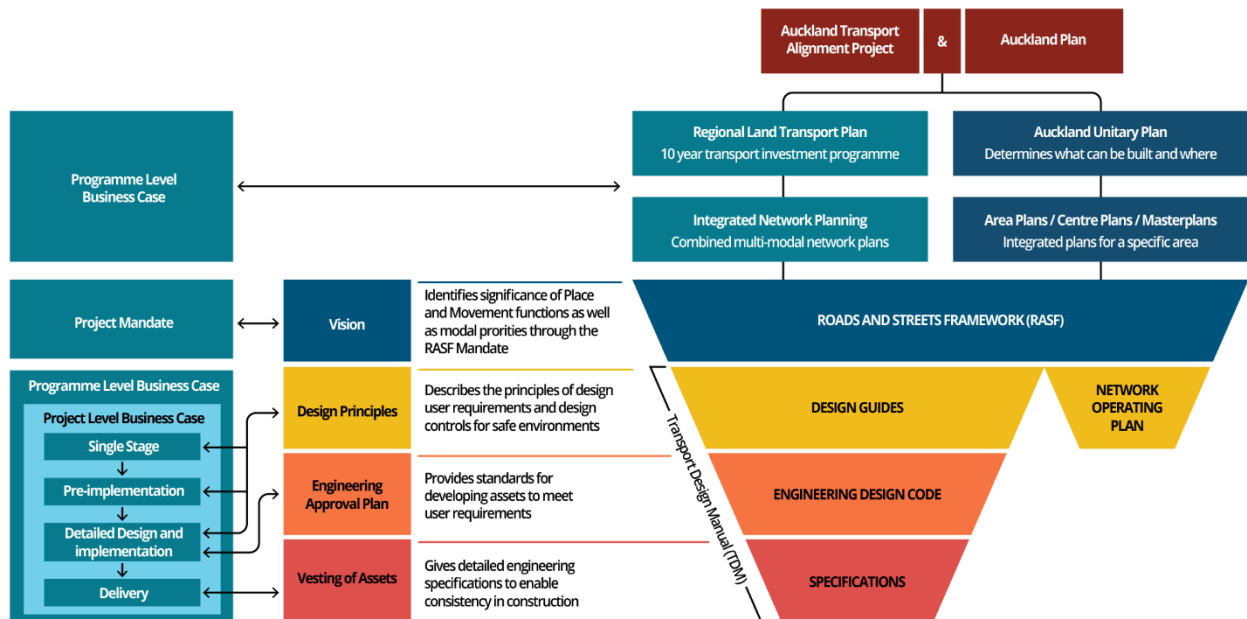 Auckland Transport
Alignment Project
&
Auckland Plan
Programme Level
Business Case
Regional Land Transport Plan
10 year transport investment programme
Auckland Unitary Plan
Determines what can be built and where
Integrated Network Planning
Combined multi-modal network plans
Area Plans / Centre Plans / Masterplans
Integrated plans for a specific area
Project Mandate
Vision
Identifies significance of Place
and Movement functions as well
as modal prorities through the
RASF Mandate
ROADS AND STREETS FRAMEWORK (RASF)
Programme Level Business Case
Project Level Business Case
Single Stage
Pre-implementation
Detailed Design and
implementation
Delivery
Design Principles
Describes the principles of design
user requirements and design
controls for safe environments
Engineering
Approval Plan
Provides standards for
developing assets to meet
user requirements
Vesting of Assets
Gives detailed engineering
specifications to enable
consistency in construction
Transport Design Manual (TDM)
DESIGN GUIDES
NETWORK
OPERATING
PLAN
ENGINEERING DESIGN CODE
SPECIFICATIONS